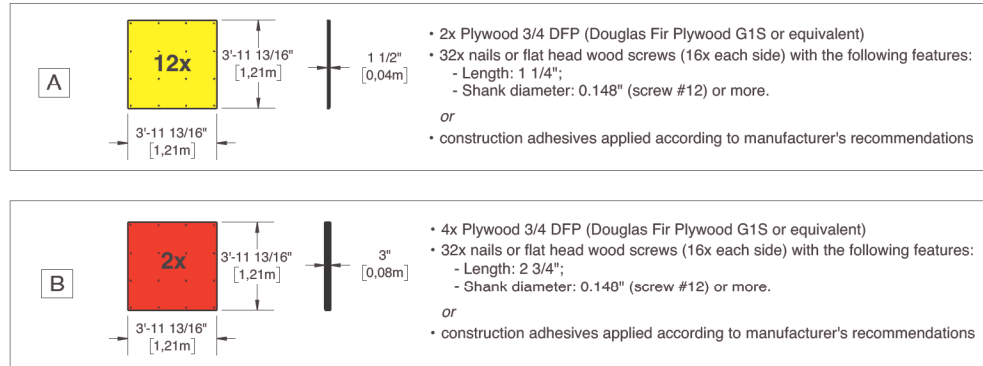 A
12x
3'-11 13/16"
[1,21m]
3'-11 13/16"
[1,21m]
1 1/2"
[0,04m]
• 2x Plywood 3/4 DFP (Douglas Fir Plywood G1S or equivalent)
• 32x nails or flat head wood screws (16x each side) with the following features:
- Length: 1 1/4";
- Shank diameter: 0.148" (screw #12) or more.
or
• construction adhesives applied according to manufacturer's recommendations
B
2x
3'-11 13/16"
[1,21m]
3'-11 13/16"
[1,21m]
3"
[0,08m]
• 4x Plywood 3/4 DFP (Douglas Fir Plywood G1S or equivalent)
• 32x nails or flat head wood screws (16x each side) with the following features:
- Length: 2 3/4";
- Shank diameter: 0.148" (screw #12) or more.
or
• construction adhesives applied according to manufacturer's recommendations